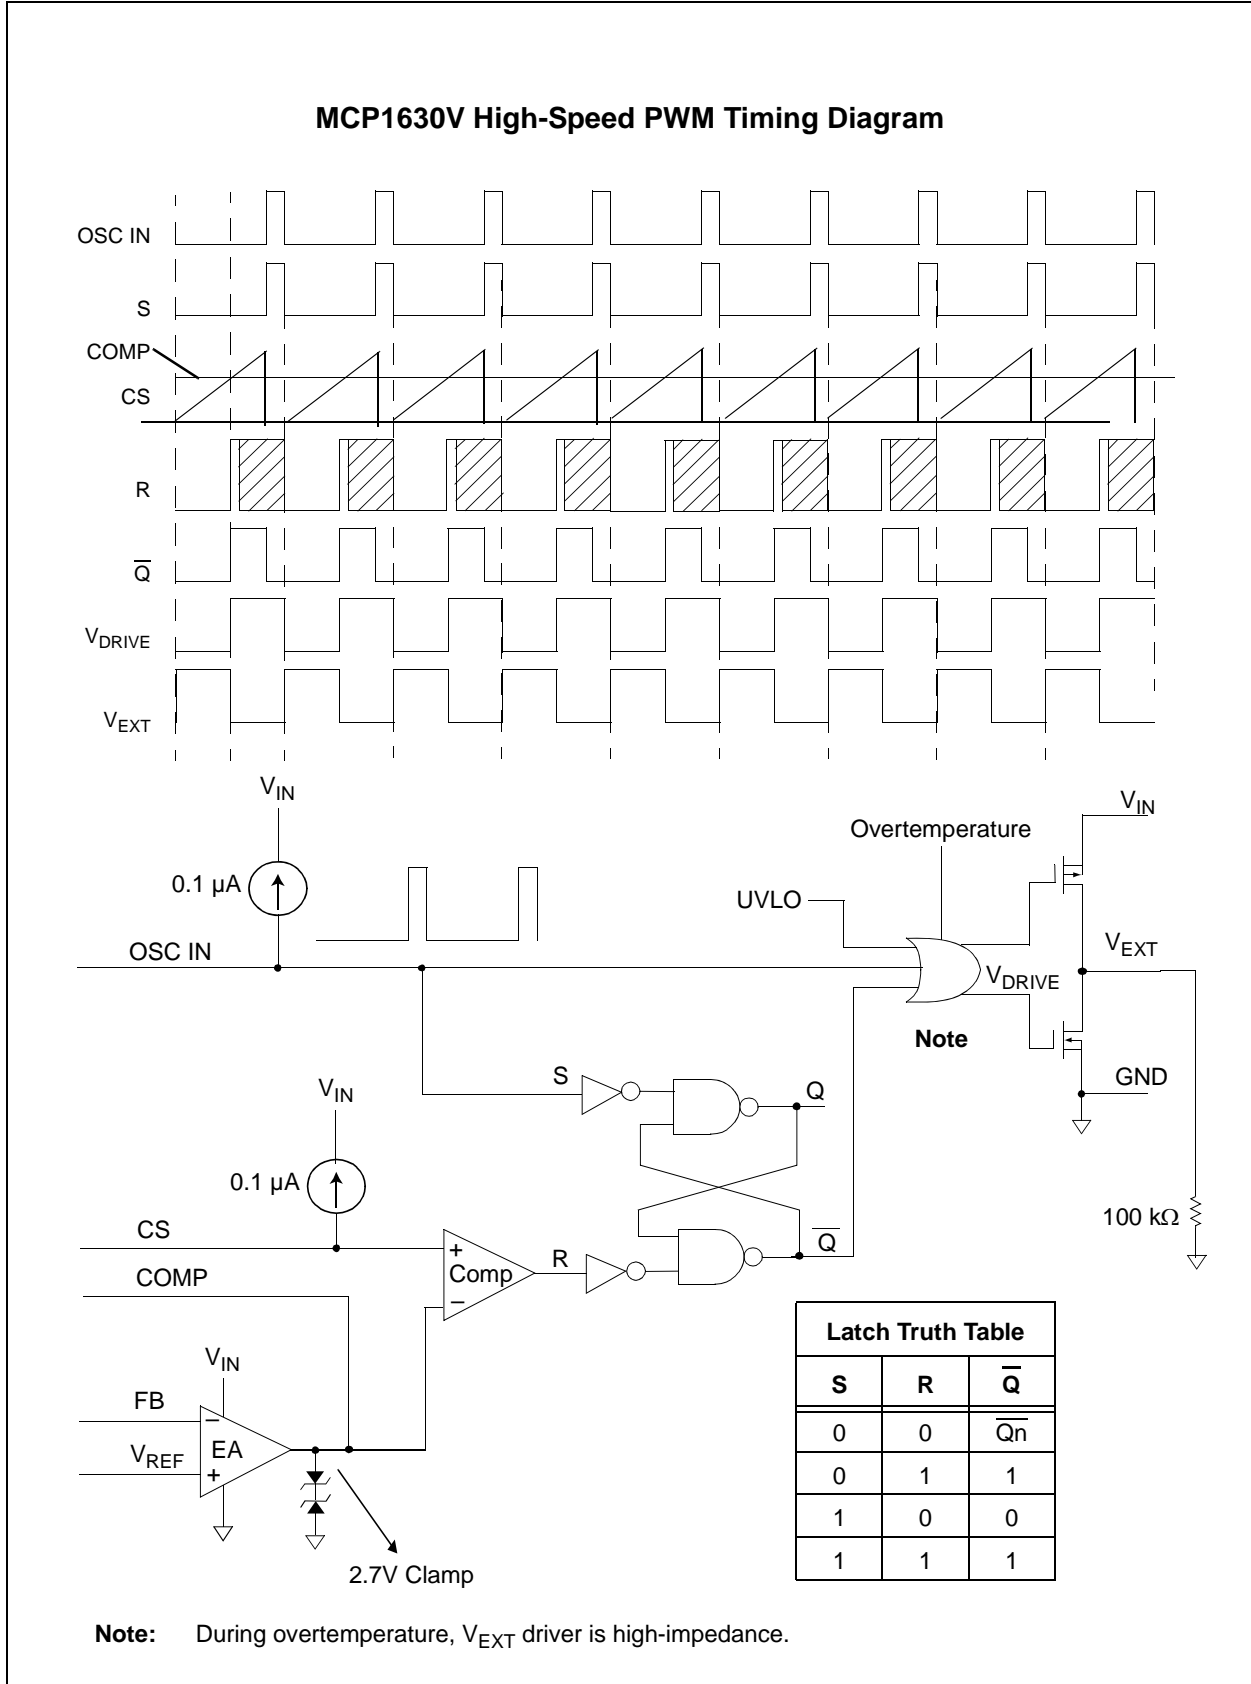 MCP1630V High-Speed PWM Timing Diagram
OSC IN
S
COMP
CS
R
Q̅
VDRIVE
VEXT
VIN
0.1 µA
OSC IN
Overtemperature
UVLO
VIN
VEXT
VDRIVE
Note
GND
100 kΩ
S
Q
VIN
0.1 µA
CS
COMP
+
Comp
−
R
Q̅
VIN
FB
VREF
−
EA
+
2.7V Clamp
Latch Truth Table
S R Q̅
0 0 Q̅n̅
0 1 1
1 0 0
1 1 1
Note: During overtemperature, VEXT driver is high-impedance.